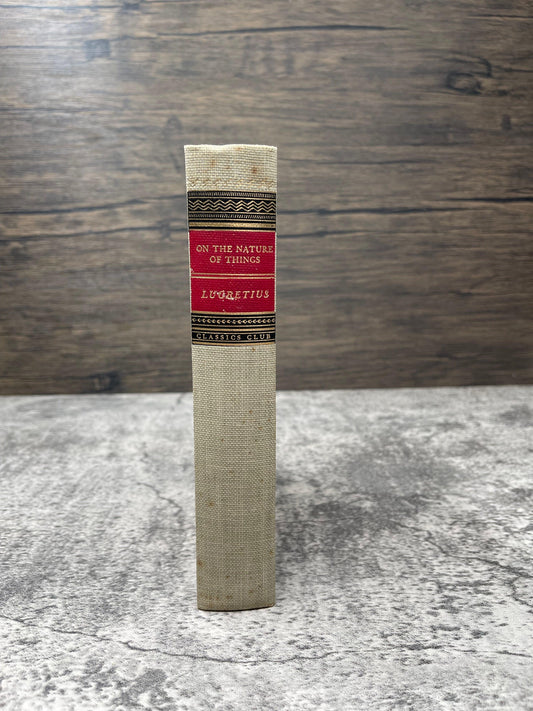 ON THE NATURE
OF THINGS
LUCRETIUS
CLASSICS CLUB